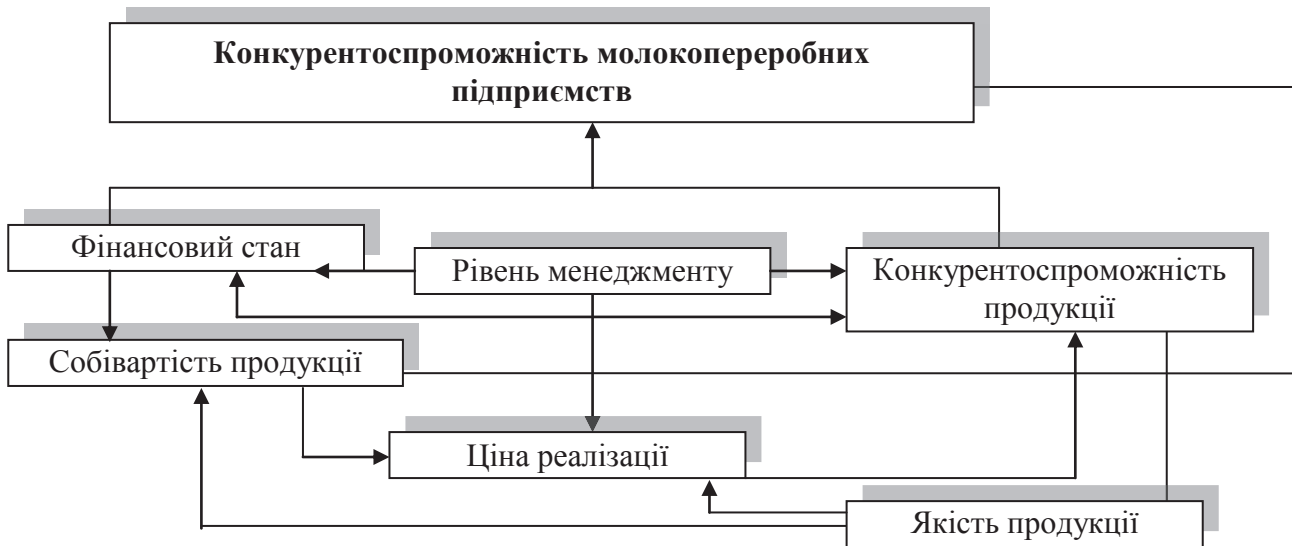 Конкурентоспроможність молокопереробних
підприємств
Фінансовий стан
Рівень менеджменту
Конкурентоспроможність
продукції
Собівартість продукції
Ціна реалізації
Якість продукції